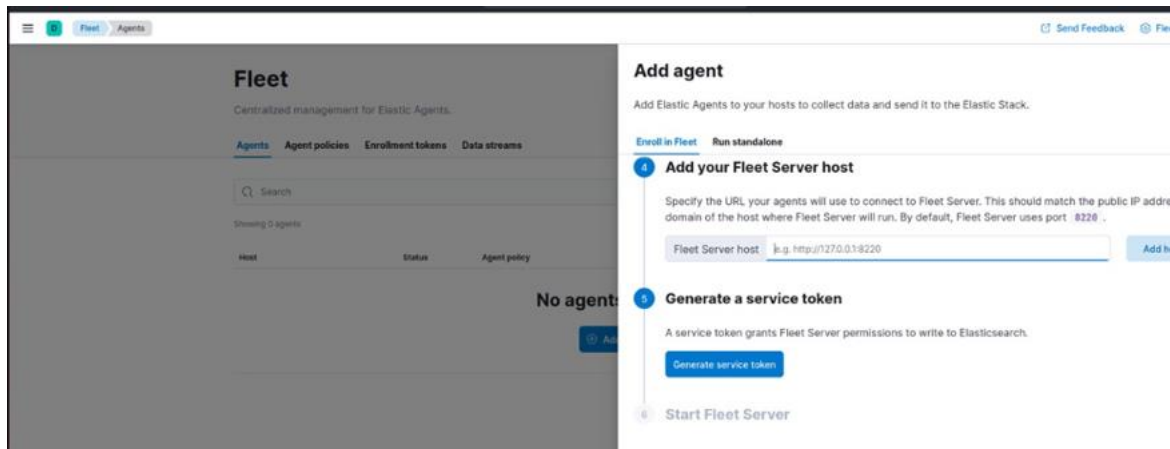 D Fleet Agents
Send Feedback
Fleet
Centralized management for Elastic Agents.
Agents Agent policies Enrollment tokens Data streams
Search
Showing 0 agents
Host Status Agent policy
No agents
Add agent
Add Elastic Agents to your hosts to collect data and send it to the Elastic Stack.
Enroll in Fleet Run standalone
4 Add your Fleet Server host
Specify the URL your agents will use to connect to Fleet Server. This should match the public IP addre
domain of the host where Fleet Server will run. By default, Fleet Server uses port 8220 .
Fleet Server host e.g. http://127.0.0.1:8220
Add h
5 Generate a service token
A service token grants Fleet Server permissions to write to Elasticsearch.
Generate service token
6 Start Fleet Server